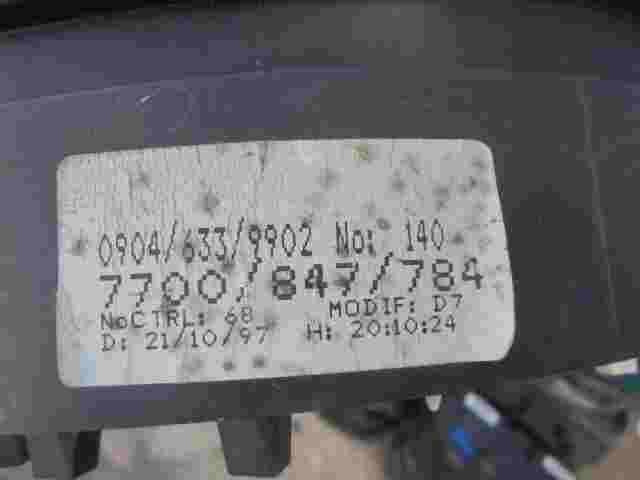 0904/633/9902 No: 140
7700/847/784
NoCTRL: 68 MODIF: D7
D: 21/10/97 H: 20:10:24